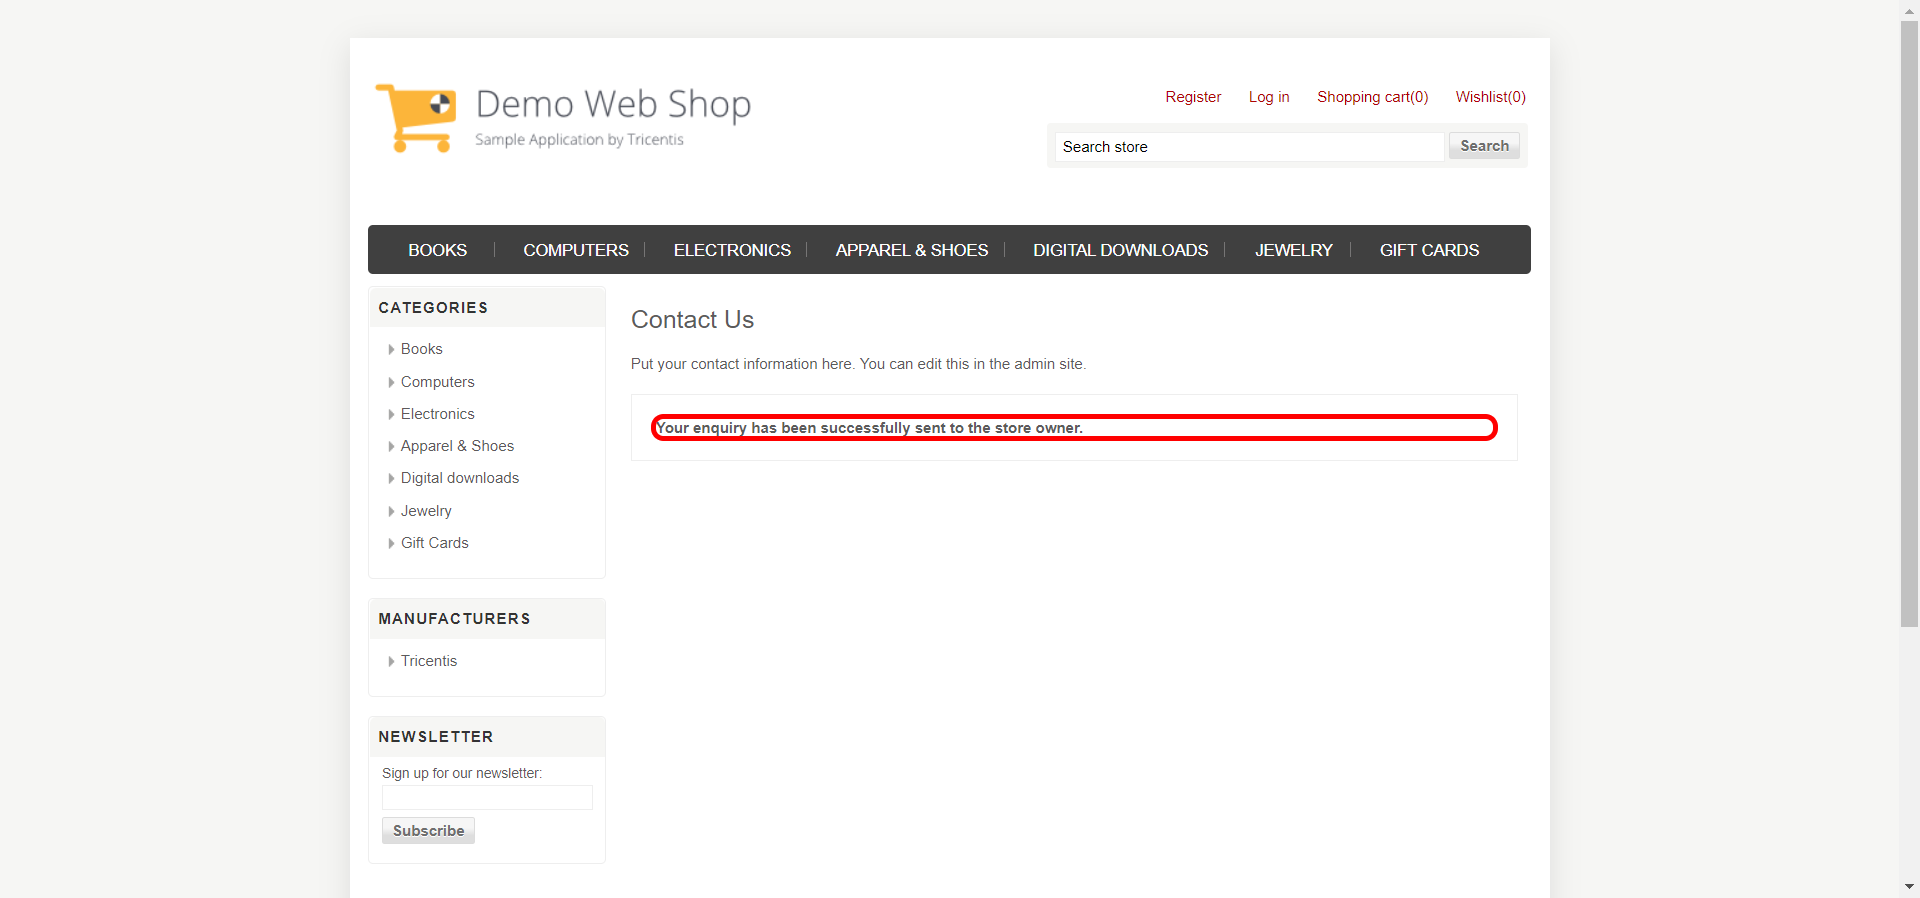 Demo Web Shop
Sample Application by Tricentis
Register Log in Shopping cart(0) Wishlist(0)
Search store Search
BOOKS COMPUTERS ELECTRONICS APPAREL & SHOES DIGITAL DOWNLOADS JEWELRY GIFT CARDS
CATEGORIES
Books
Computers
Electronics
Apparel & Shoes
Digital downloads
Jewelry
Gift Cards
MANUFACTURERS
Tricentis
NEWSLETTER
Sign up for our newsletter:
Subscribe
Contact Us
Put your contact information here. You can edit this in the admin site.
Your enquiry has been successfully sent to the store owner.